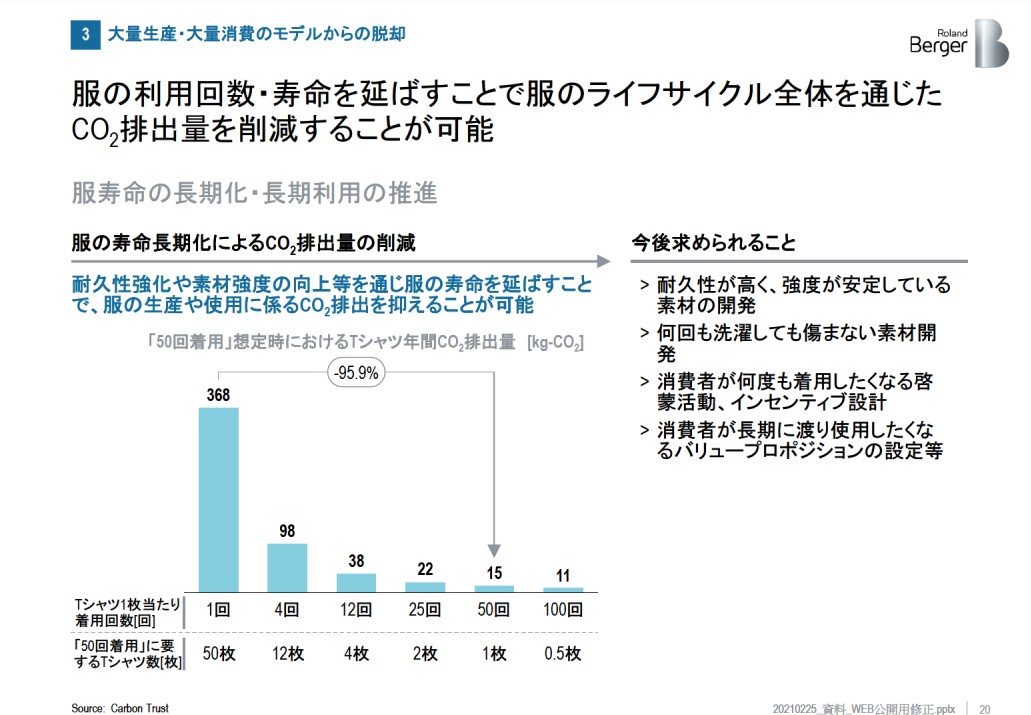 3 大量生産・大量消費のモデルからの脱却
Roland
Berger
服の利用回数・寿命を延ばすことで服のライフサイクル全体を通じた
CO2排出量を削減することが可能
服寿命の長期化・長期利用の推進
服の寿命長期化によるCO2排出量の削減
耐久性強化や素材強度の向上等を通じ服の寿命を延ばすこと
で、服の生産や使用に係るCO2排出を抑えることが可能
「50回着用」想定時におけるTシャツ年間CO2排出量 [kg-CO2]
-95.9%
368
98
38
22
15
11
Tシャツ1枚当たり
着用回数[回]
1回 4回 12回 25回 50回 100回
「50回着用」に要
するTシャツ数[枚]
50枚 12枚 4枚 2枚 1枚 0.5枚
今後求められること
> 耐久性が高く、強度が安定している
素材の開発
> 何回も洗濯しても傷まない素材開
発
> 消費者が何度も着用したくなる啓
蒙活動、インセンティブ設計
> 消費者が長期に渡り使用したくな
るバリュープロポジションの設定等
Source: Carbon Trust
20210225_資料_WEB公開用修正.pptx | 20